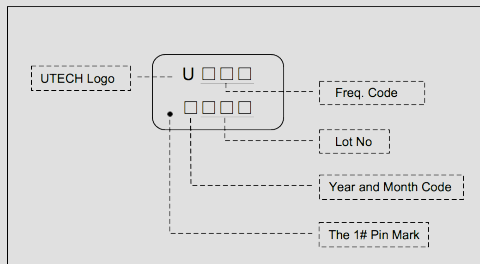 UTECH Logo
U □□□
Freq. Code
□□□□
Lot No
Year and Month Code
The 1# Pin Mark